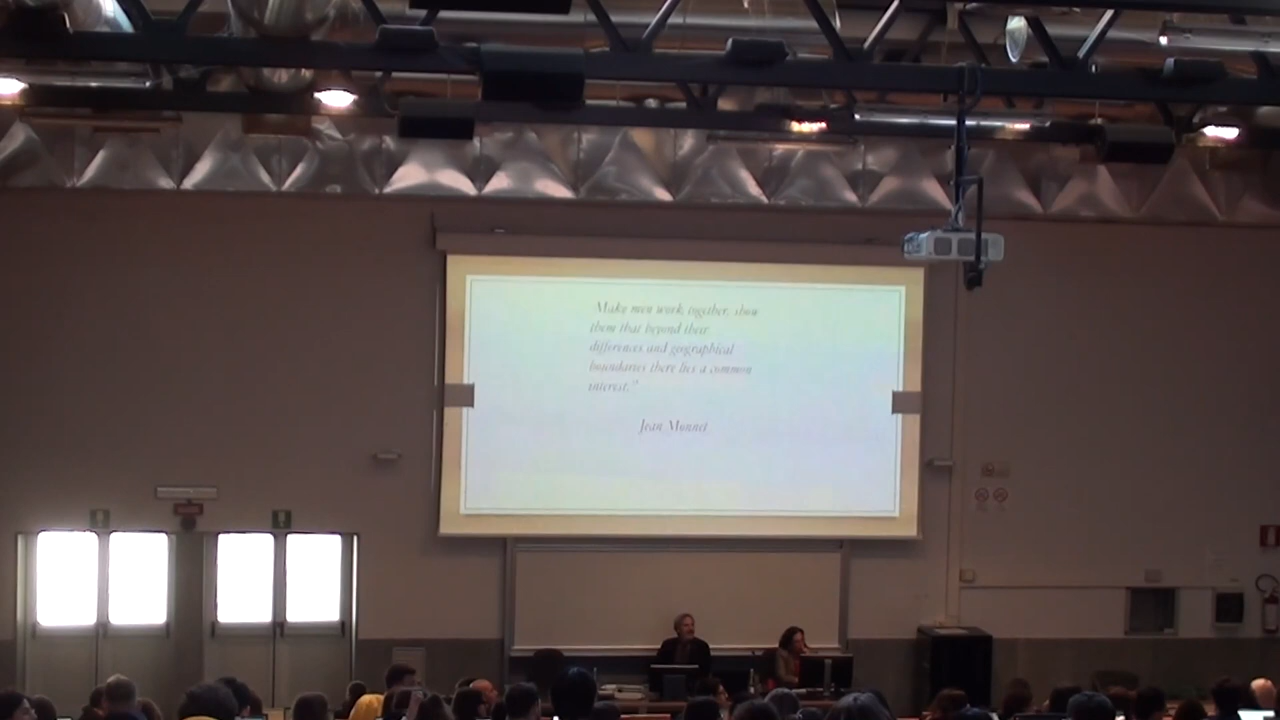 "Make men work together, show
them that beyond their
differences and geographical
boundaries there lies a common
interest."
Jean Monnet